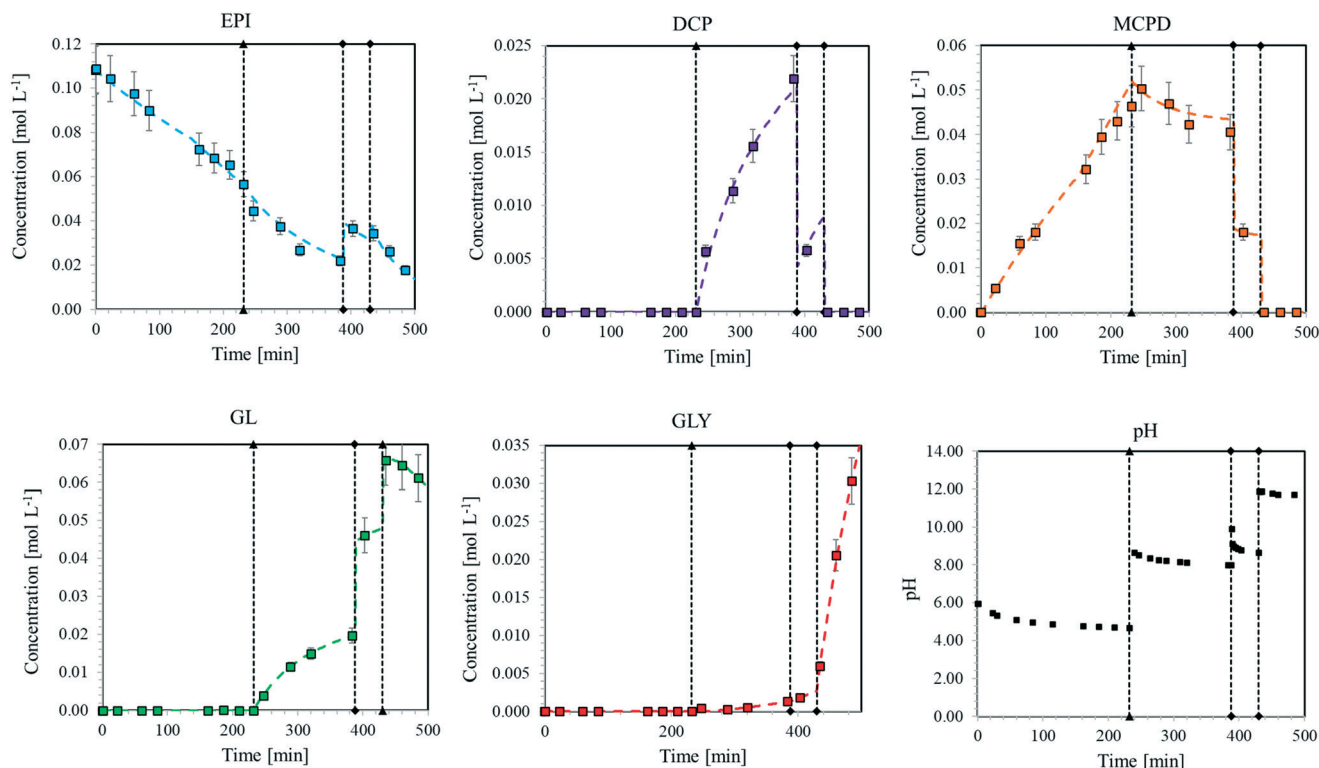 EPI
Concentration [mol L⁻¹]
0.12
0.10
0.08
0.06
0.04
0.02
0.00
0 100 200 300 400 500
Time [min]
DCP
Concentration [mol L⁻¹]
0.025
0.020
0.015
0.010
0.005
0.000
0 100 200 300 400 500
Time [min]
MCPD
Concentration [mol L⁻¹]
0.06
0.05
0.04
0.03
0.02
0.01
0.00
0 100 200 300 400 500
Time [min]
GL
Concentration [mol L⁻¹]
0.07
0.06
0.05
0.04
0.03
0.02
0.01
0.00
0 100 200 300 400 500
Time [min]
GLY
Concentration [mol L⁻¹]
0.035
0.030
0.025
0.020
0.015
0.010
0.005
0.000
0 200 400
Time [min]
pH
pH
14.00
12.00
10.00
8.00
6.00
4.00
2.00
0.00
0 100 200 300 400 500
Time [min]